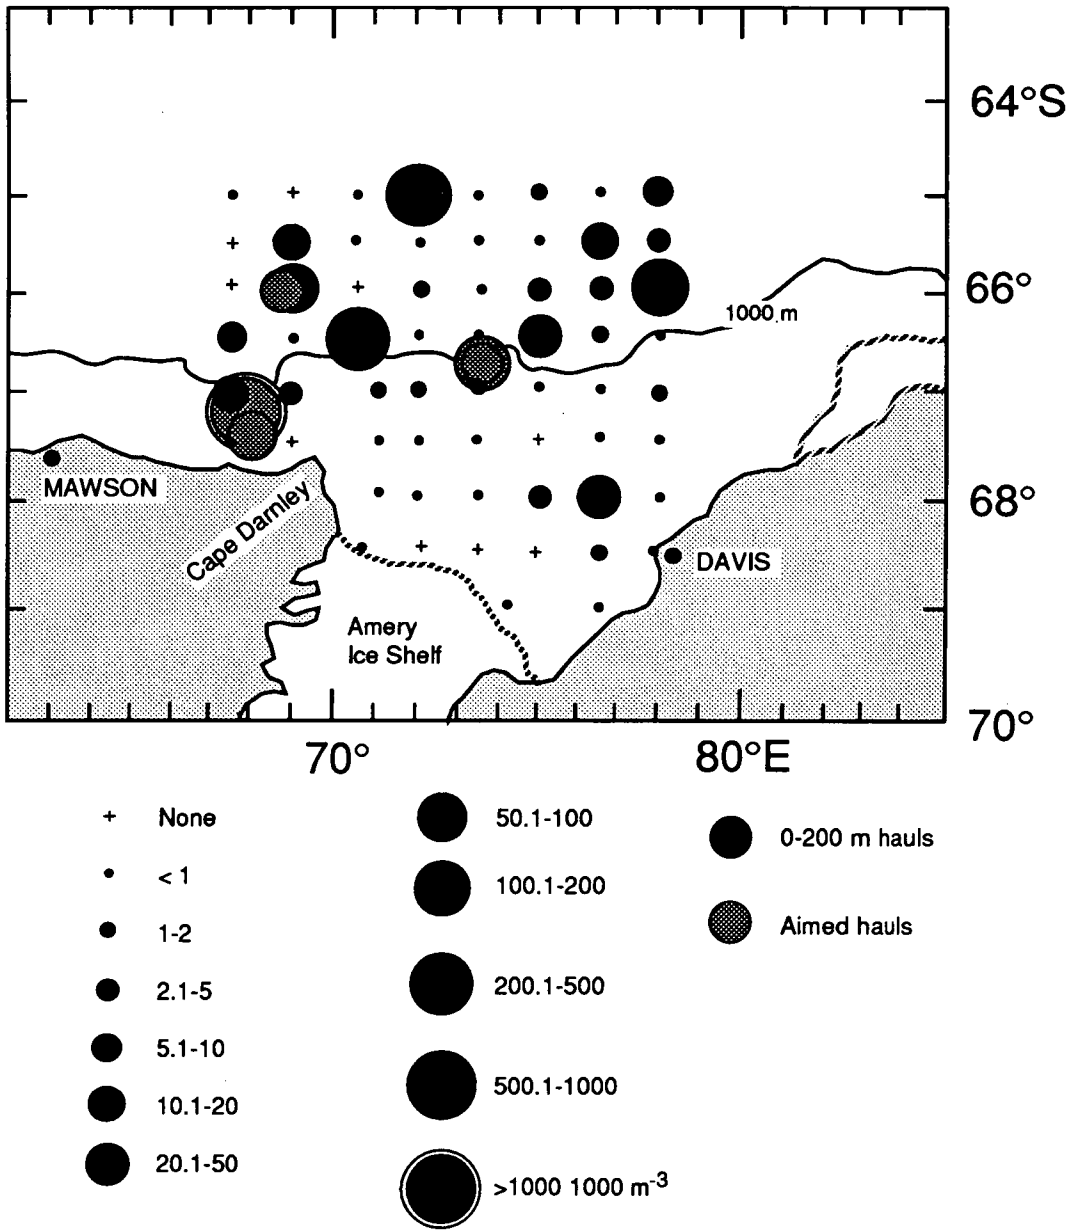 64°S
66°
1000 m
MAWSON
68°
Cape Darnley
DAVIS
Amery
Ice Shelf
70°
70°
80°E
+ None
< 1
1-2
2.1-5
5.1-10
10.1-20
20.1-50
50.1-100
100.1-200
200.1-500
500.1-1000
>1000 1000 m⁻³
0-200 m hauls
Aimed hauls